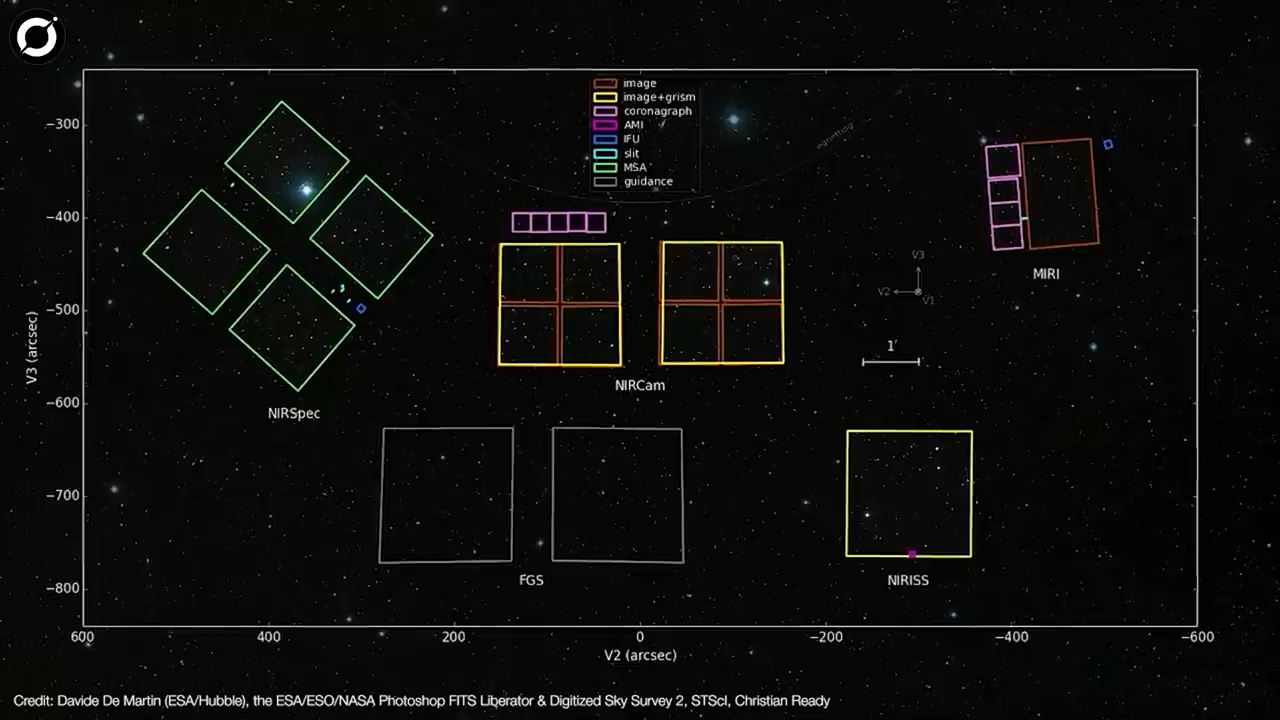 image
image+grism
coronagraph
AMI
IFU
slit
MSA
guidance
−300
−400
−500
−600
−700
−800
V3 (arcsec)
NIRSpec
NIRCam
MIRI
V3
V2
V1
1′
FGS
NIRISS
600
400
200
0
−200
−400
−600
V2 (arcsec)
Credit: Davide De Martin (ESA/Hubble), the ESA/ESO/NASA Photoshop FITS Liberator & Digitized Sky Survey 2, STScI, Christian Ready